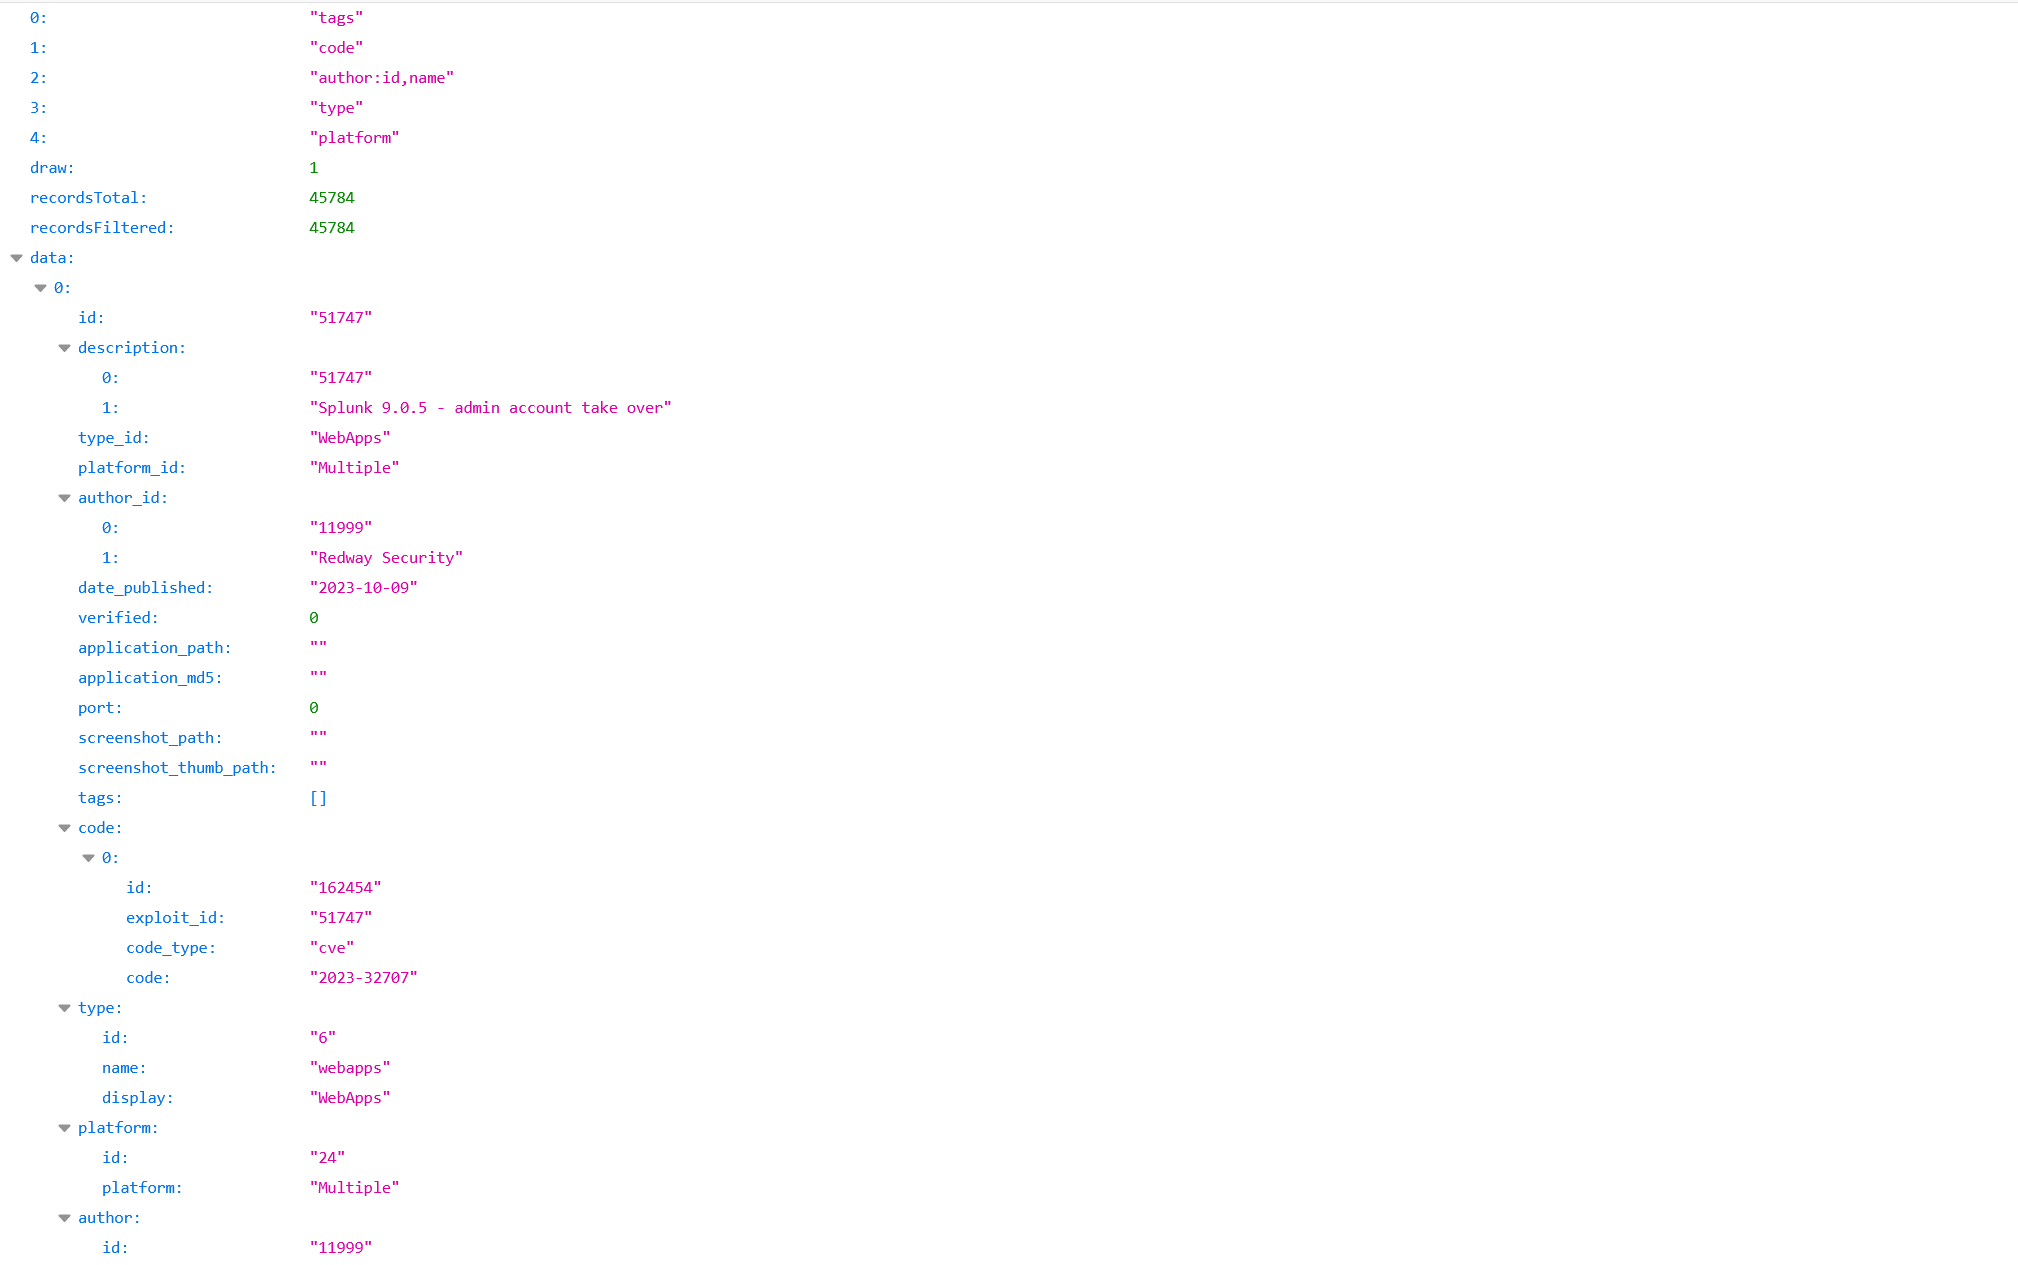 0: "tags"
1: "code"
2: "author:id,name"
3: "type"
4: "platform"
draw: 1
recordsTotal: 45784
recordsFiltered: 45784
data:
0:
id: "51747"
description:
0: "51747"
1: "Splunk 9.0.5 - admin account take over"
type_id: "WebApps"
platform_id: "Multiple"
author_id:
0: "11999"
1: "Redway Security"
date_published: "2023-10-09"
verified: 0
application_path: ""
application_md5: ""
port: 0
screenshot_path: ""
screenshot_thumb_path: ""
tags: []
code:
0:
id: "162454"
exploit_id: "51747"
code_type: "cve"
code: "2023-32707"
type:
id: "6"
name: "webapps"
display: "WebApps"
platform:
id: "24"
platform: "Multiple"
author:
id: "11999"